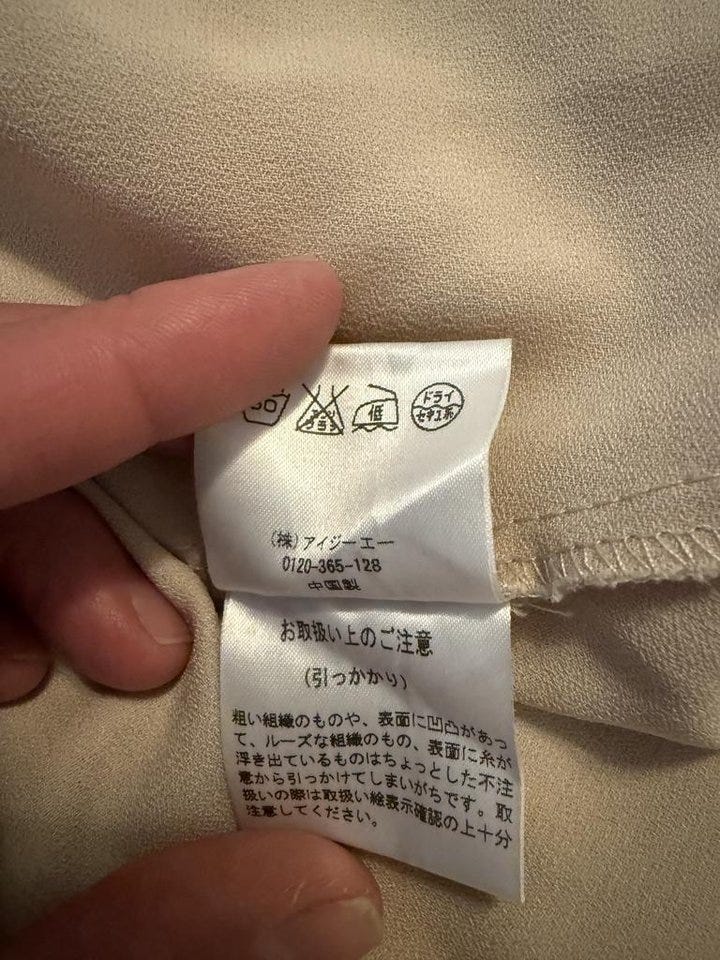 低
ドライ
セキユ系
(株)アイジーエー
0120-365-128
中国製
お取扱い上のご注意
(引っかかり)
粗い組織のものや、表面に凹凸があっ
て、ルーズな組織のもの、表面に糸が
浮き出ているものはちょっとした不注
意から引っかけてしまいがちです。取
扱いの際は取扱い絵表示確認の上十分
注意してください。